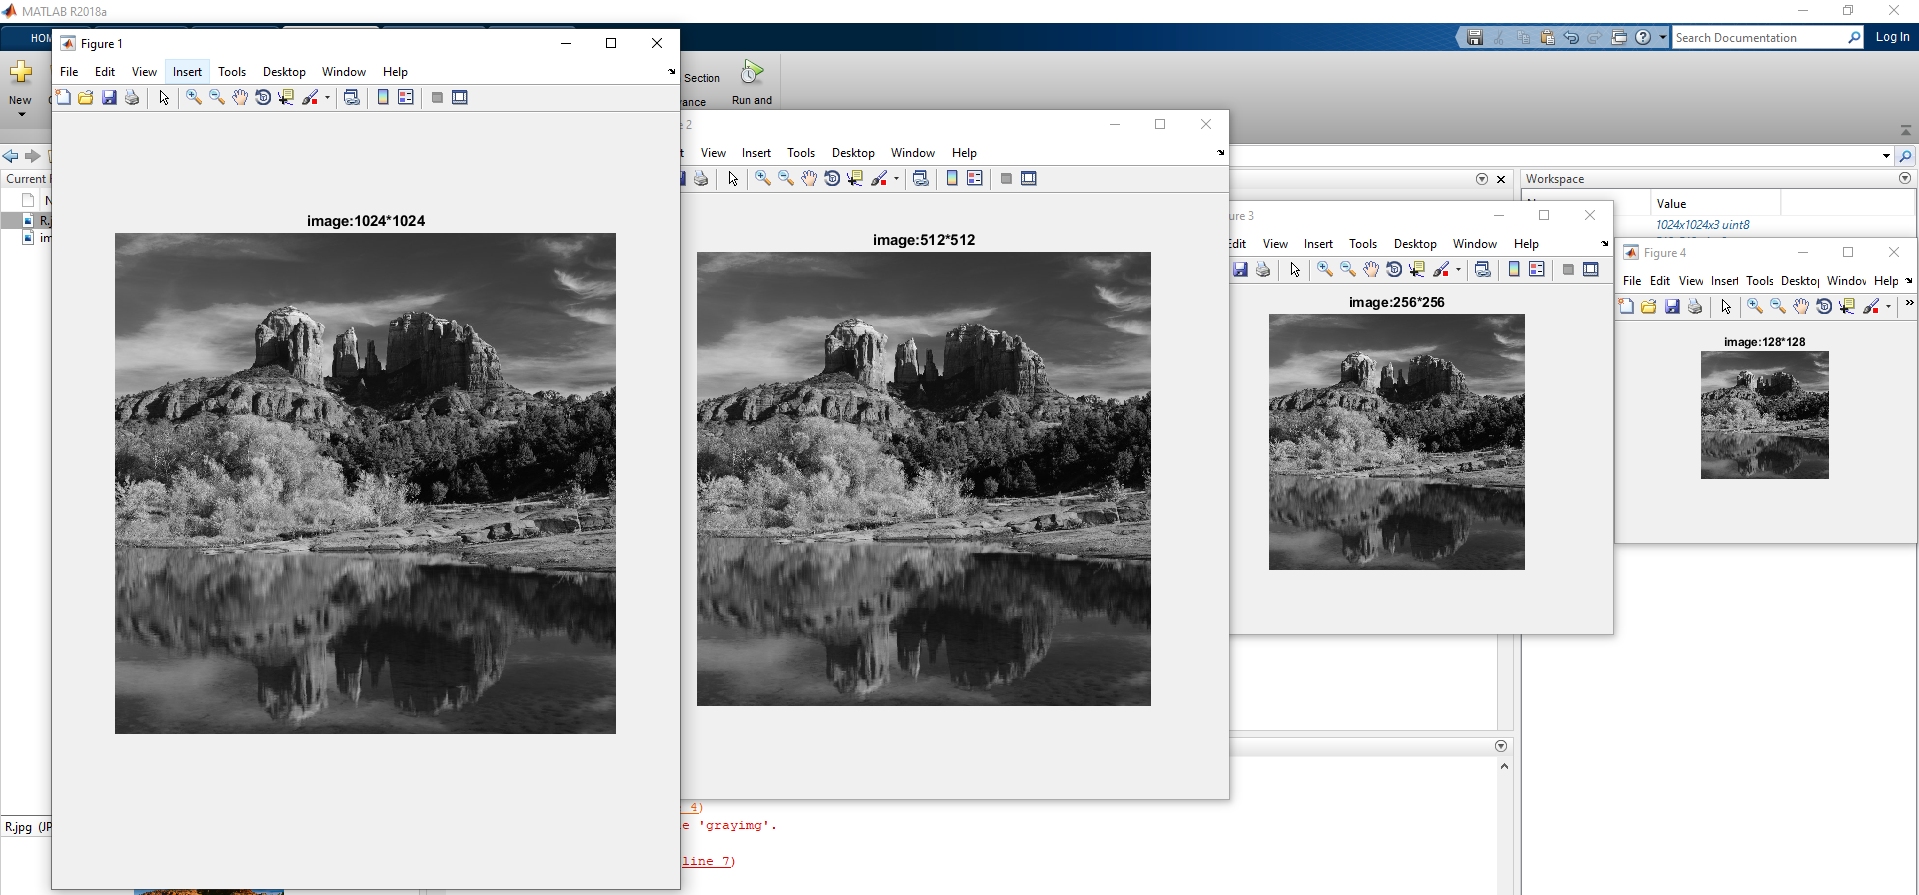 MATLAB R2018a
Search Documentation
Log In
New
Section
Run and
Figure 1
File Edit View Insert Tools Desktop Window Help
image:1024*1024
2
View Insert Tools Desktop Window Help
image:512*512
3
View Insert Tools Desktop Window Help
image:256*256
Figure 4
File Edit View Insert Tools Help
image:128*128
Current
Workspace
Value
1024x1024x3 uint8
R.jpg
4)
'grayimg'.
line 7)